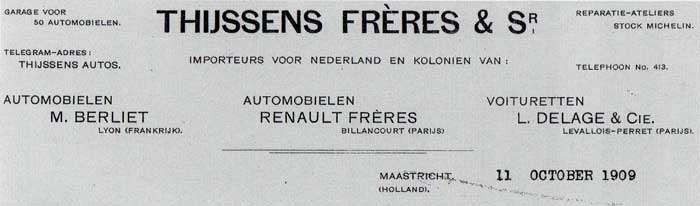 GARAGE VOOR
50 AUTOMOBIELEN.
TELEGRAM-ADRES:
THIJSSENS AUTOS.
THIJSSENS FRÈRES & SR.
IMPORTEURS VOOR NEDERLAND EN KOLONIEN VAN:
REPARATIE-ATELIERS
STOCK MICHELIN.
TELEPHOON No. 413.
AUTOMOBIELEN
M. BERLIET
LYON (FRANKRIJK).
AUTOMOBIELEN
RENAULT FRÈRES
BILLANCOURT (PARIJS)
VOITURETTEN
L. DELAGE & CIE.
LEVALLOIS-PERRET (PARIJS).
MAASTRICHT, 11 OCTOBER 1909
(HOLLAND).